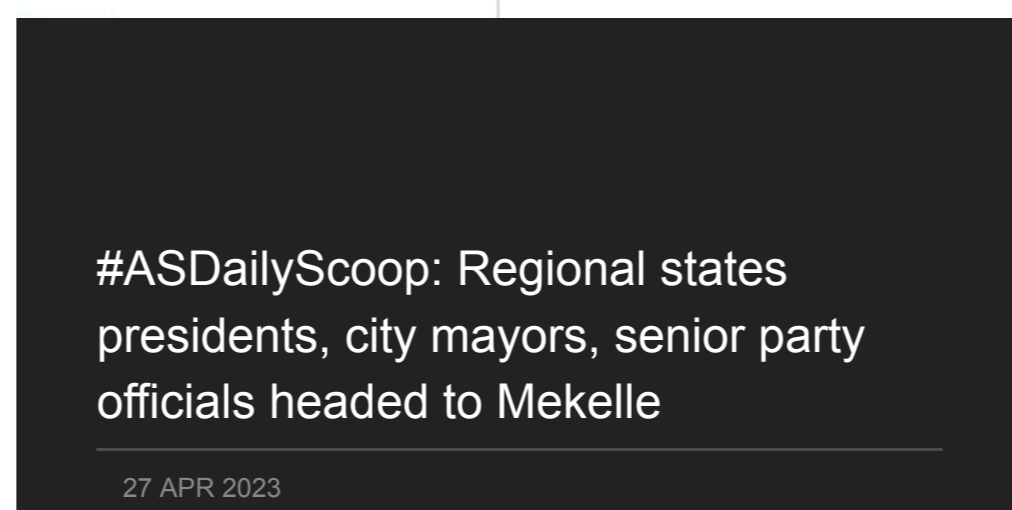 #ASDailyScoop: Regional states
presidents, city mayors, senior party
officials headed to Mekelle
27 APR 2023